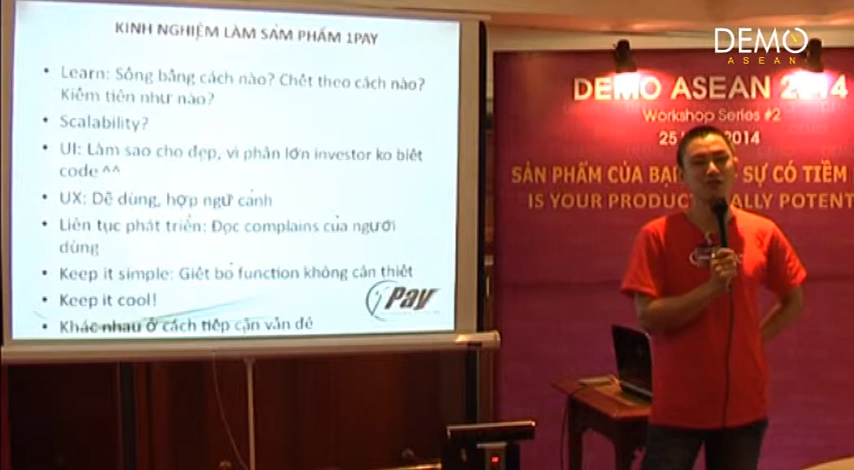 KINH NGHIỆM LÀM SẢM PHẨM 1PAY
• Learn: Sống bằng cách nào? Chết theo cách nào?
Kiếm tiền như nào?
• Scalability?
• UI: Làm sao cho đẹp, vì phần lớn investor ko biết
code ^^
• UX: Dễ dùng, hợp ngữ cảnh
• Liên tục phát triển: Đọc complains của người
dùng
• Keep it simple: Giết bỏ function không cần thiết
• Keep it cool!
• Khác nhau ở cách tiếp cận vấn đề
1Pay
DEMO
ASEAN
DEMO ASEAN 2014
Workshop Series #2
25 2014
SẢN PHẨM CỦA BẠN SỰ CÓ TIỀM
IS YOUR PRODUCT POTENT